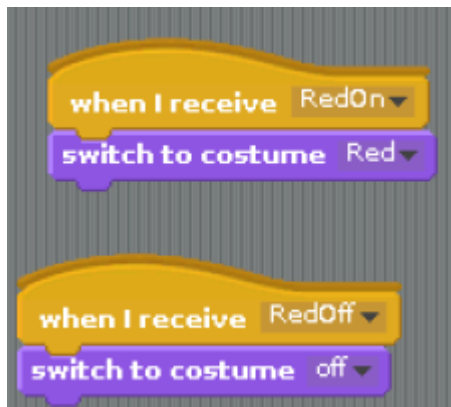 when I receive RedOn
switch to costume Red
when I receive RedOff
switch to costume off